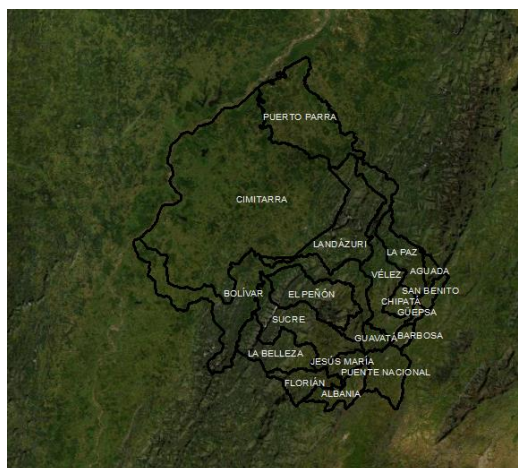 PUERTO PARRA
CIMITARRA
LANDÁZURI
LA PAZ
VÉLEZ
AGUADA
BOLÍVAR
EL PEÑÓN
SAN BENITO
CHIPATÁ
GÜEPSA
SUCRE
GUAVATÁ
BARBOSA
LA BELLEZA
JESÚS MARÍA
PUENTE NACIONAL
FLORIÁN
ALBANIA